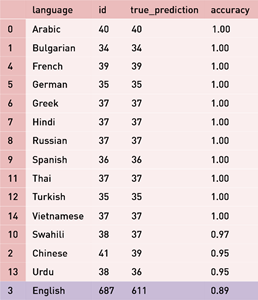 language id true_prediction accuracy
0 Arabic 40 40 1.00
1 Bulgarian 34 34 1.00
4 French 39 39 1.00
5 German 35 35 1.00
6 Greek 37 37 1.00
7 Hindi 37 37 1.00
8 Russian 37 37 1.00
9 Spanish 36 36 1.00
11 Thai 37 37 1.00
12 Turkish 35 35 1.00
14 Vietnamese 37 37 1.00
10 Swahili 38 37 0.97
2 Chinese 41 39 0.95
13 Urdu 38 36 0.95
3 English 687 611 0.89